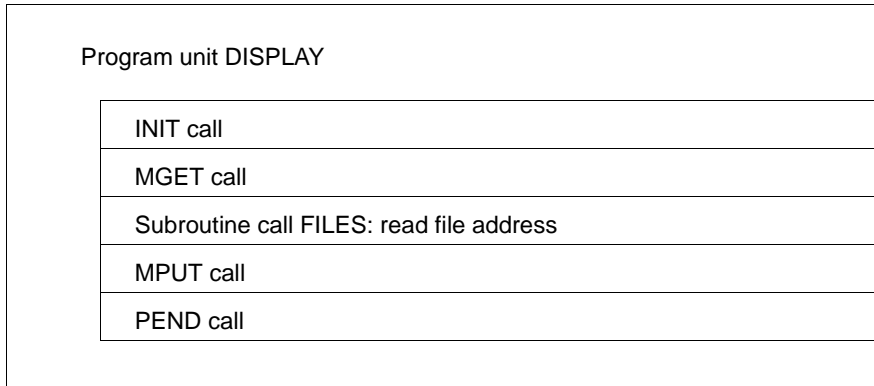 Program unit DISPLAY
INIT call
MGET call
Subroutine call FILES: read file address
MPUT call
PEND call